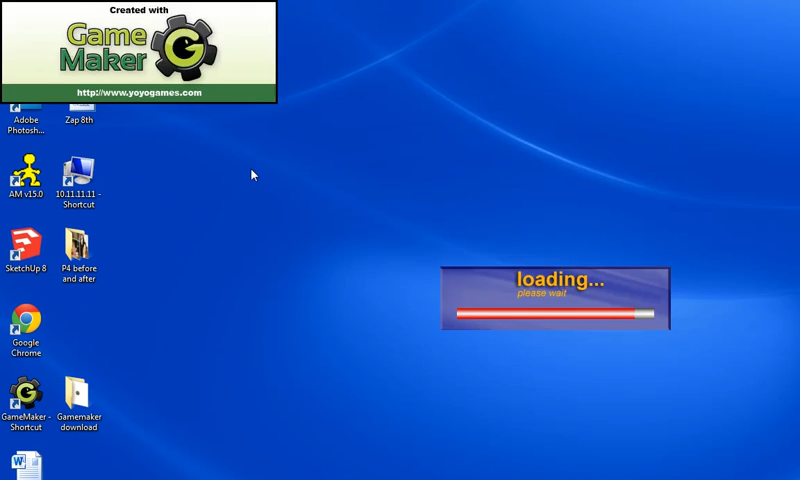 Created with
Game
Maker
G
http://www.yoyogames.com
Adobe
Photosh...
Zap 8th
AM v15.0
10.11.11.11 -
Shortcut
SketchUp 8
P4 before
and after
loading...
please wait
Google
Chrome
GameMaker -
Shortcut
Gamemaker
download
W